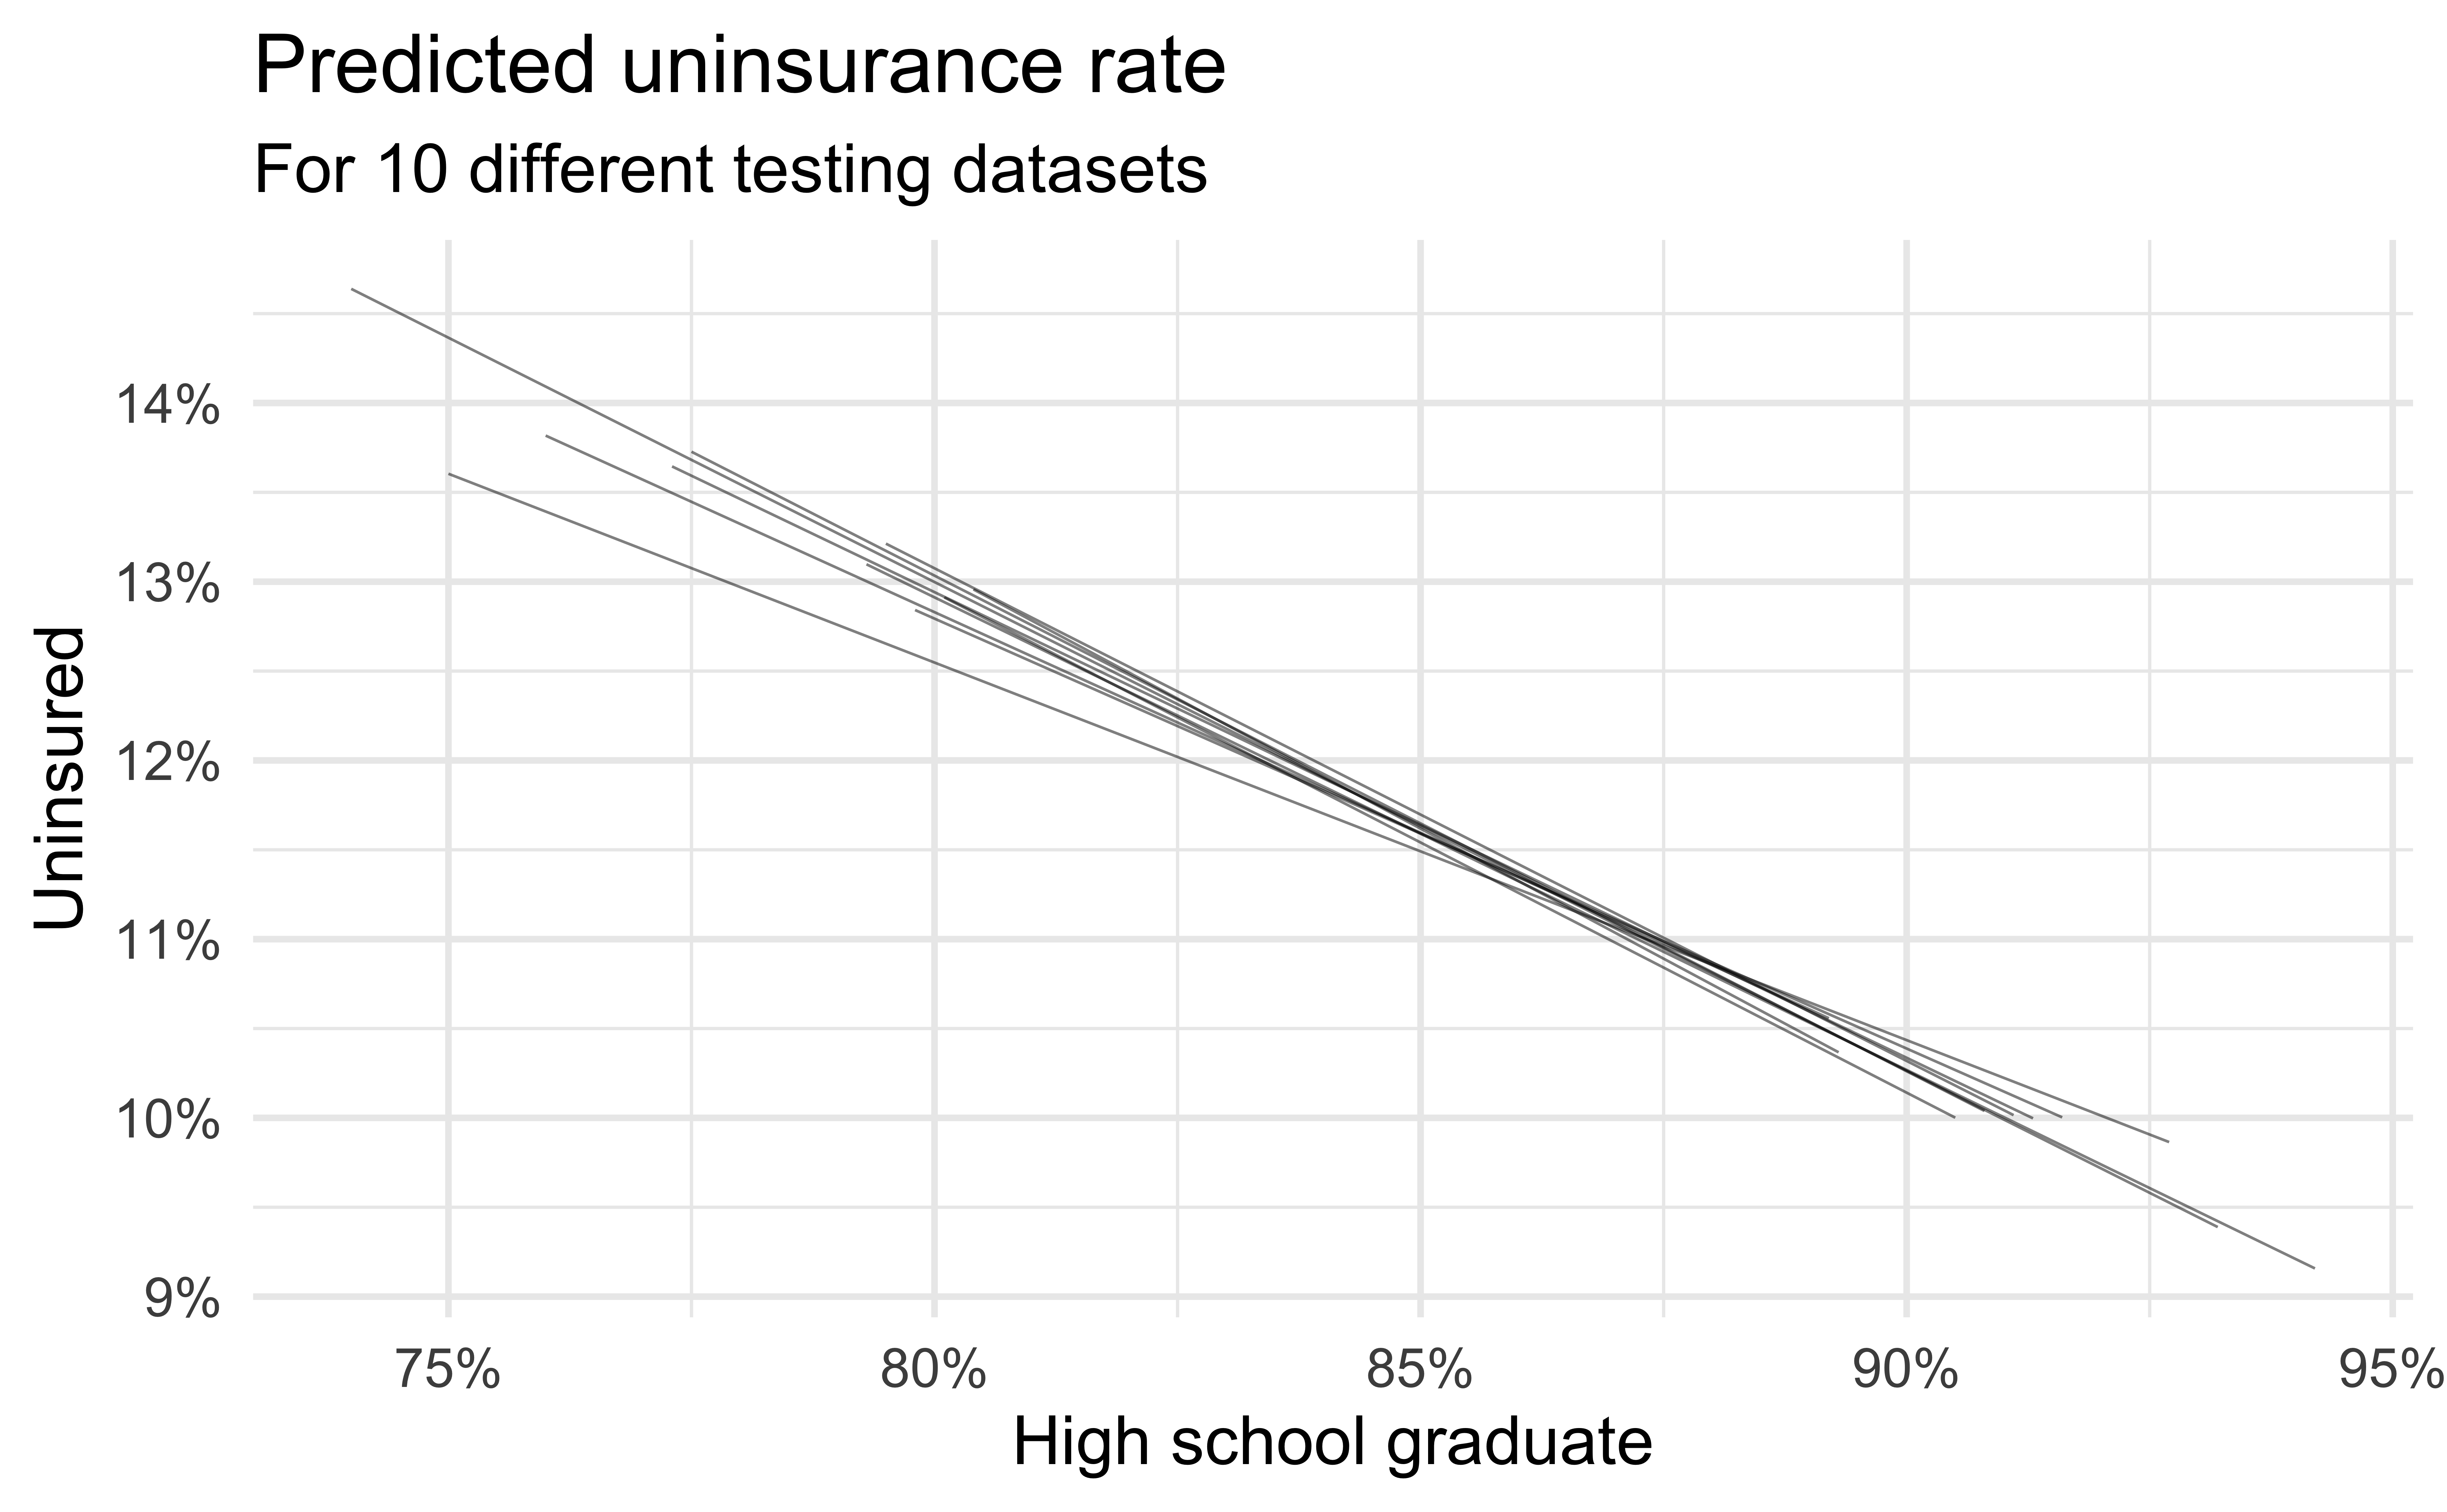 Predicted uninsurance rate
For 10 different testing datasets
14%
13%
12%
11%
10%
9%
Uninsured
75% 80% 85% 90% 95%
High school graduate